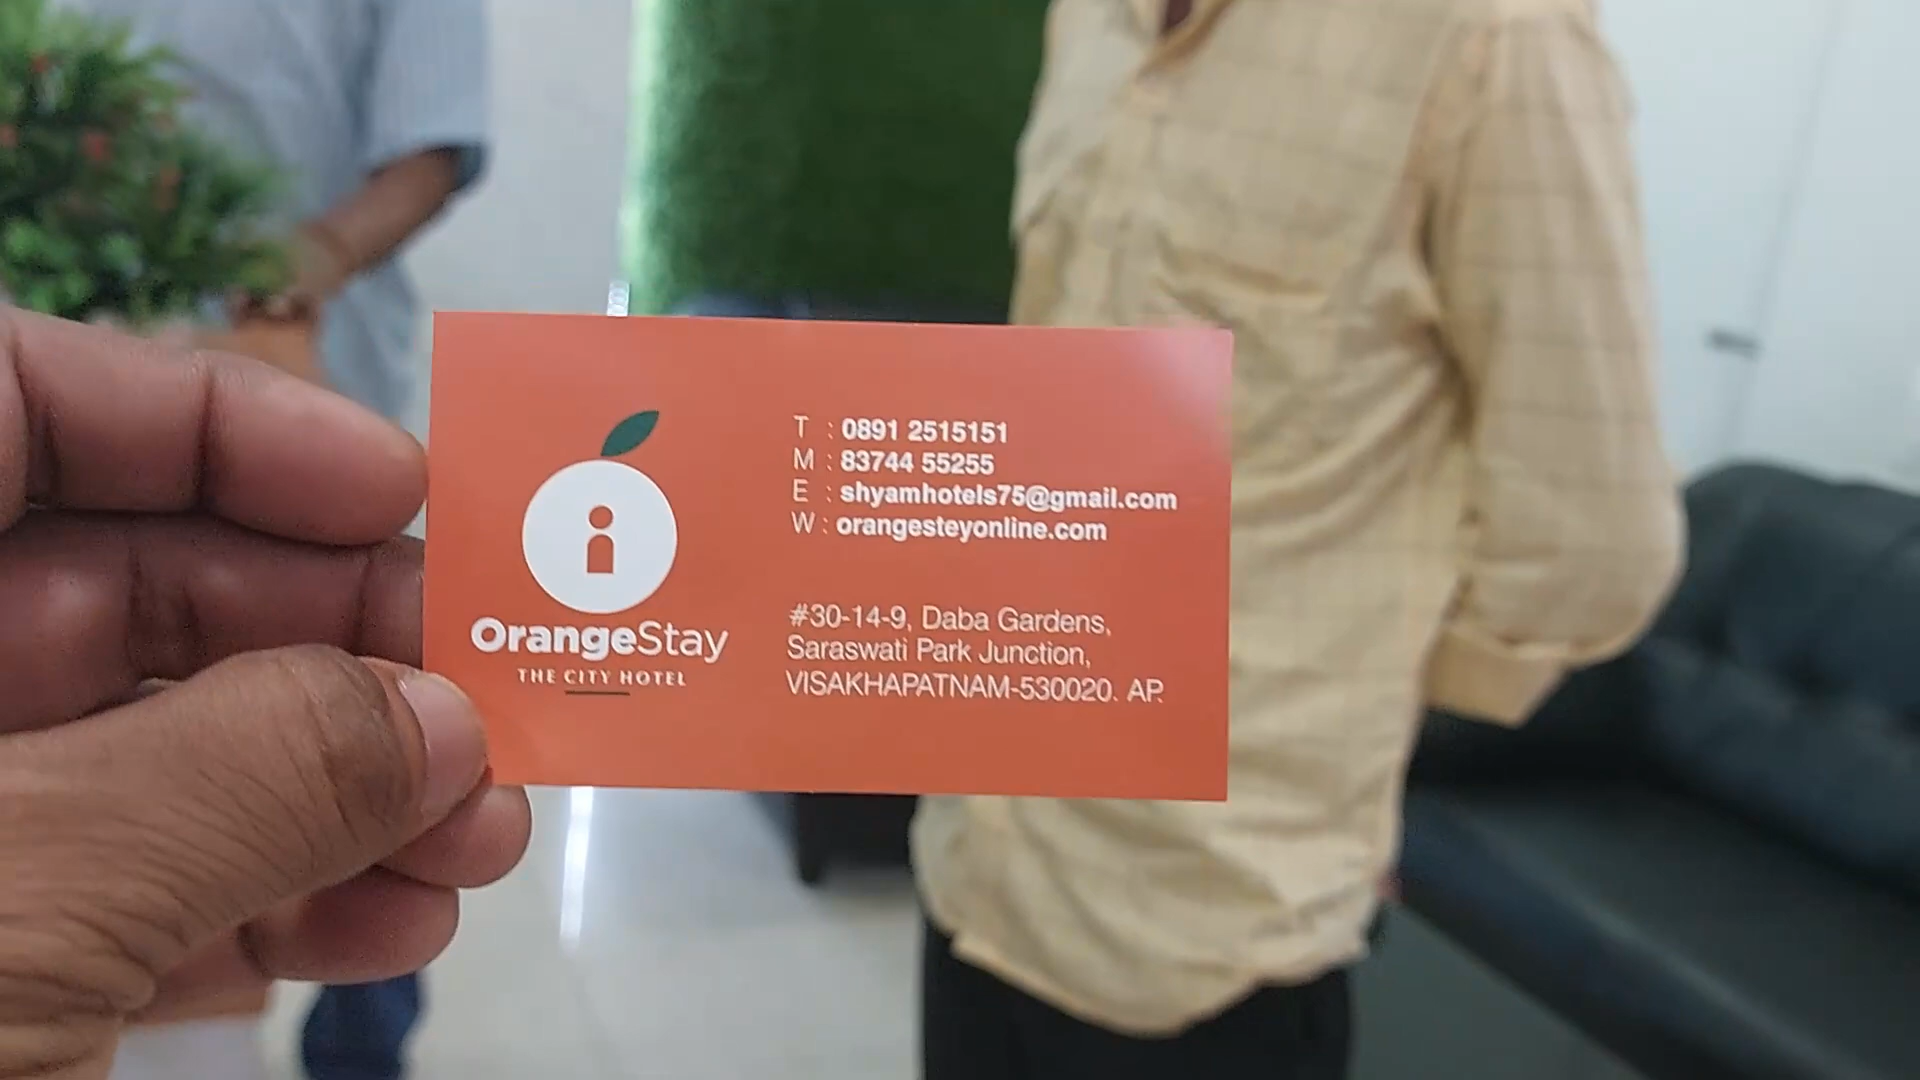 OrangeStay
THE CITY HOTEL
T : 0891 2515151
M : 83744 55255
E : shyamhotels75@gmail.com
W : orangesteyonline.com
#30-14-9, Daba Gardens,
Saraswati Park Junction,
VISAKHAPATNAM-530020. AP.